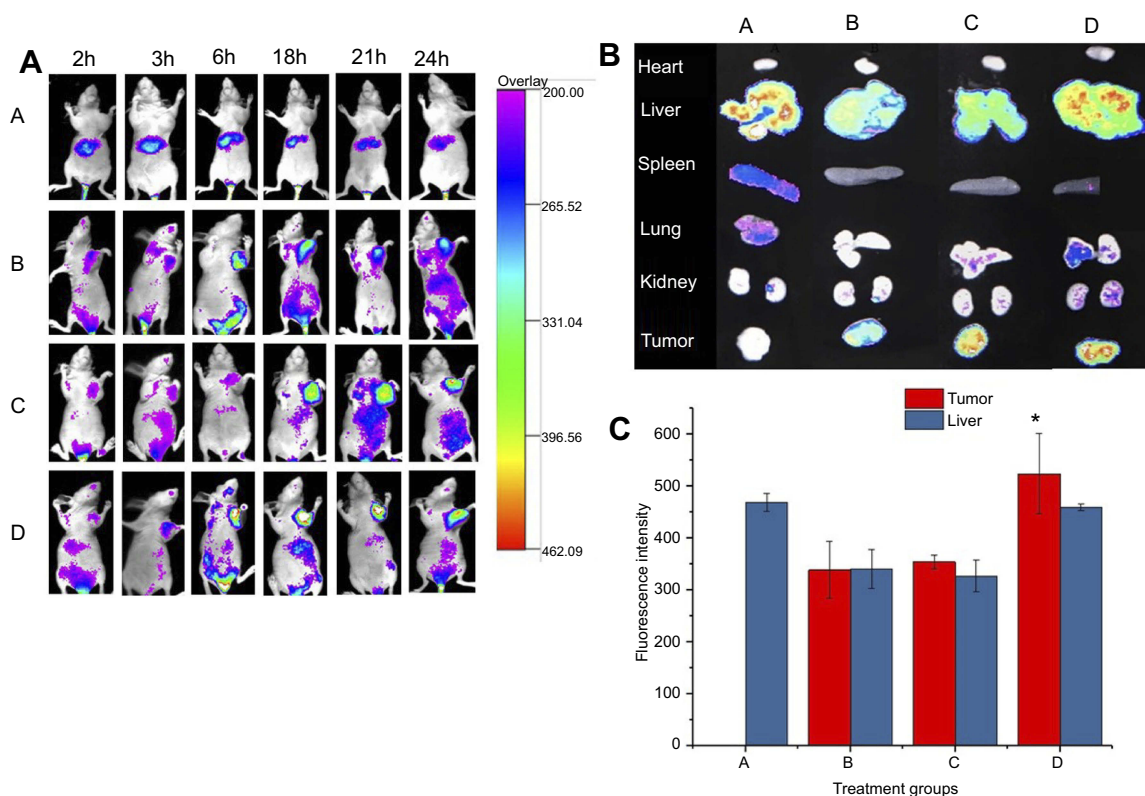 A
2h 3h 6h 18h 21h 24h
A
B
C
D
Overlay
200.00
265.52
331.04
396.56
462.09
B
A B C D
A B
Heart
Liver
Spleen
Lung
Kidney
Tumor
C
Tumor
Liver
*
Fluorescence intensity
600
500
400
300
200
100
0
A B C D
Treatment groups